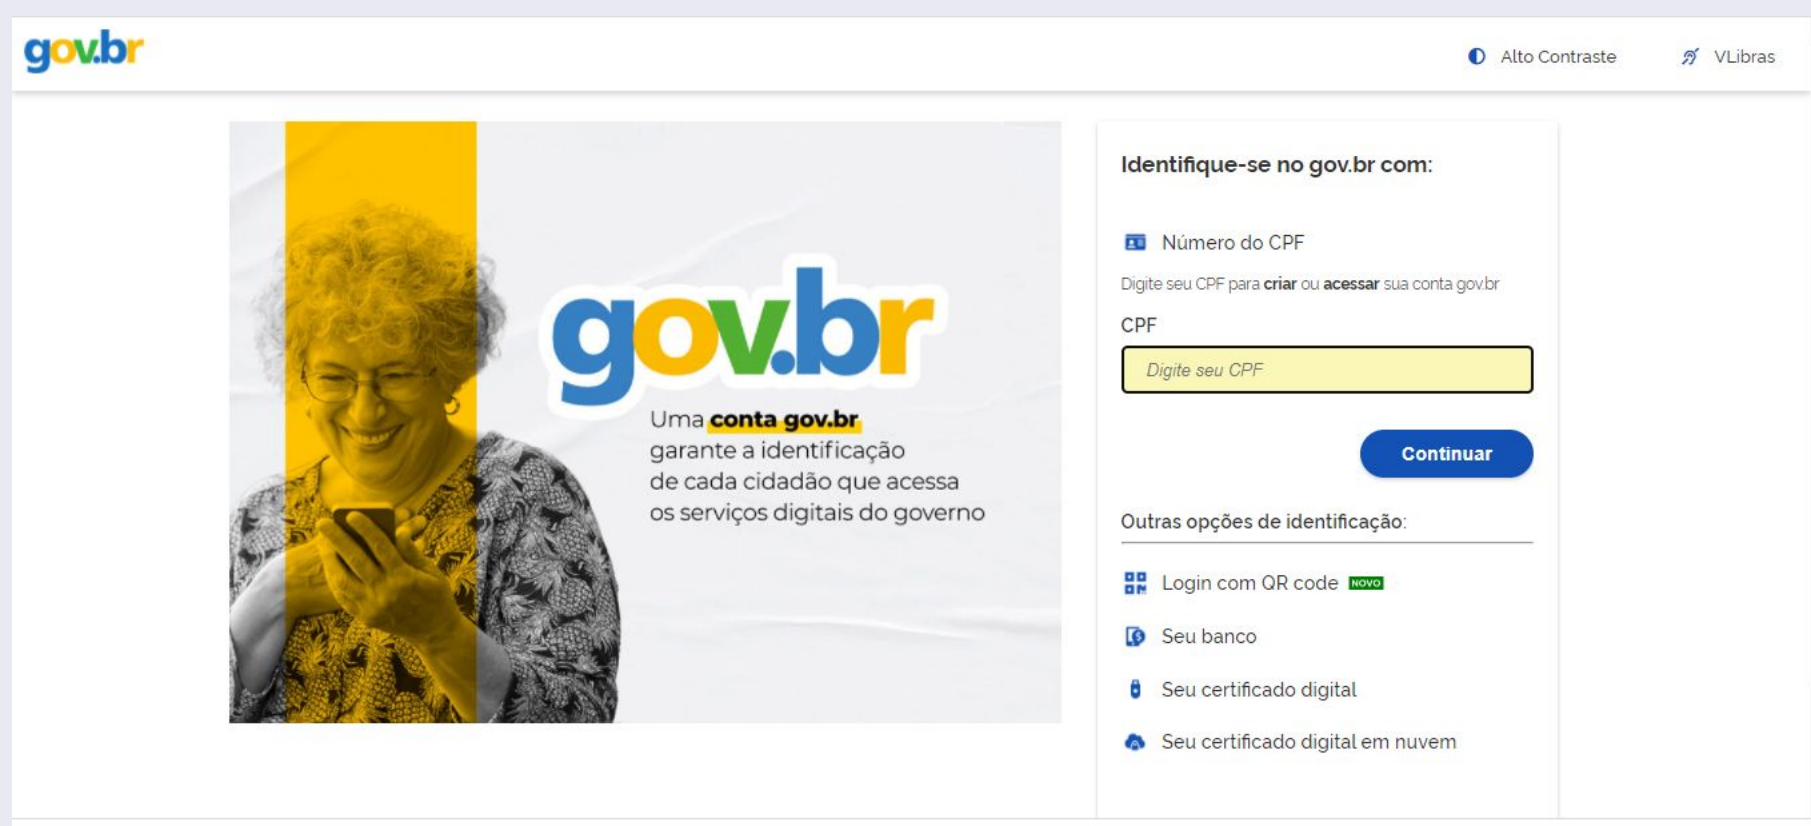 gov.br
Alto Contraste
VLibras
gov.br
Uma conta gov.br
garante a identificação
de cada cidadão que acessa
os serviços digitais do governo
Identifique-se no gov.br com:
Número do CPF
Digite seu CPF para criar ou acessar sua conta gov.br
CPF
Digite seu CPF
Continuar
Outras opções de identificação:
Login com QR code NOVO
Seu banco
Seu certificado digital
Seu certificado digital em nuvem